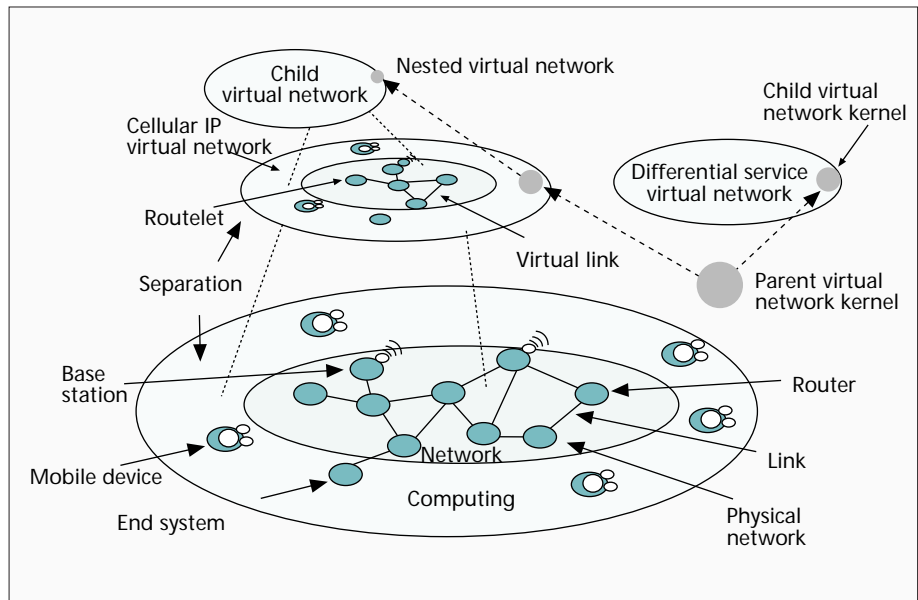 Child
virtual network
Nested virtual network
Child virtual
network kernel
Cellular IP
virtual network
Differential service
virtual network
Routelet
Virtual link
Separation
Parent virtual
network kernel
Base
station
Router
Network
Link
Mobile device
Computing
End system
Physical
network